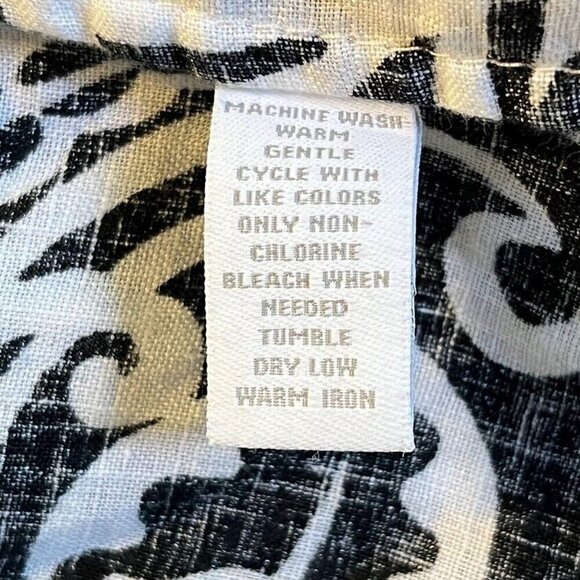 MACHINE WASH
WARM
GENTLE
CYCLE WITH
LIKE COLORS
ONLY NON-
CHLORINE
BLEACH WHEN
NEEDED
TUMBLE
DRY LOW
WARM IRON